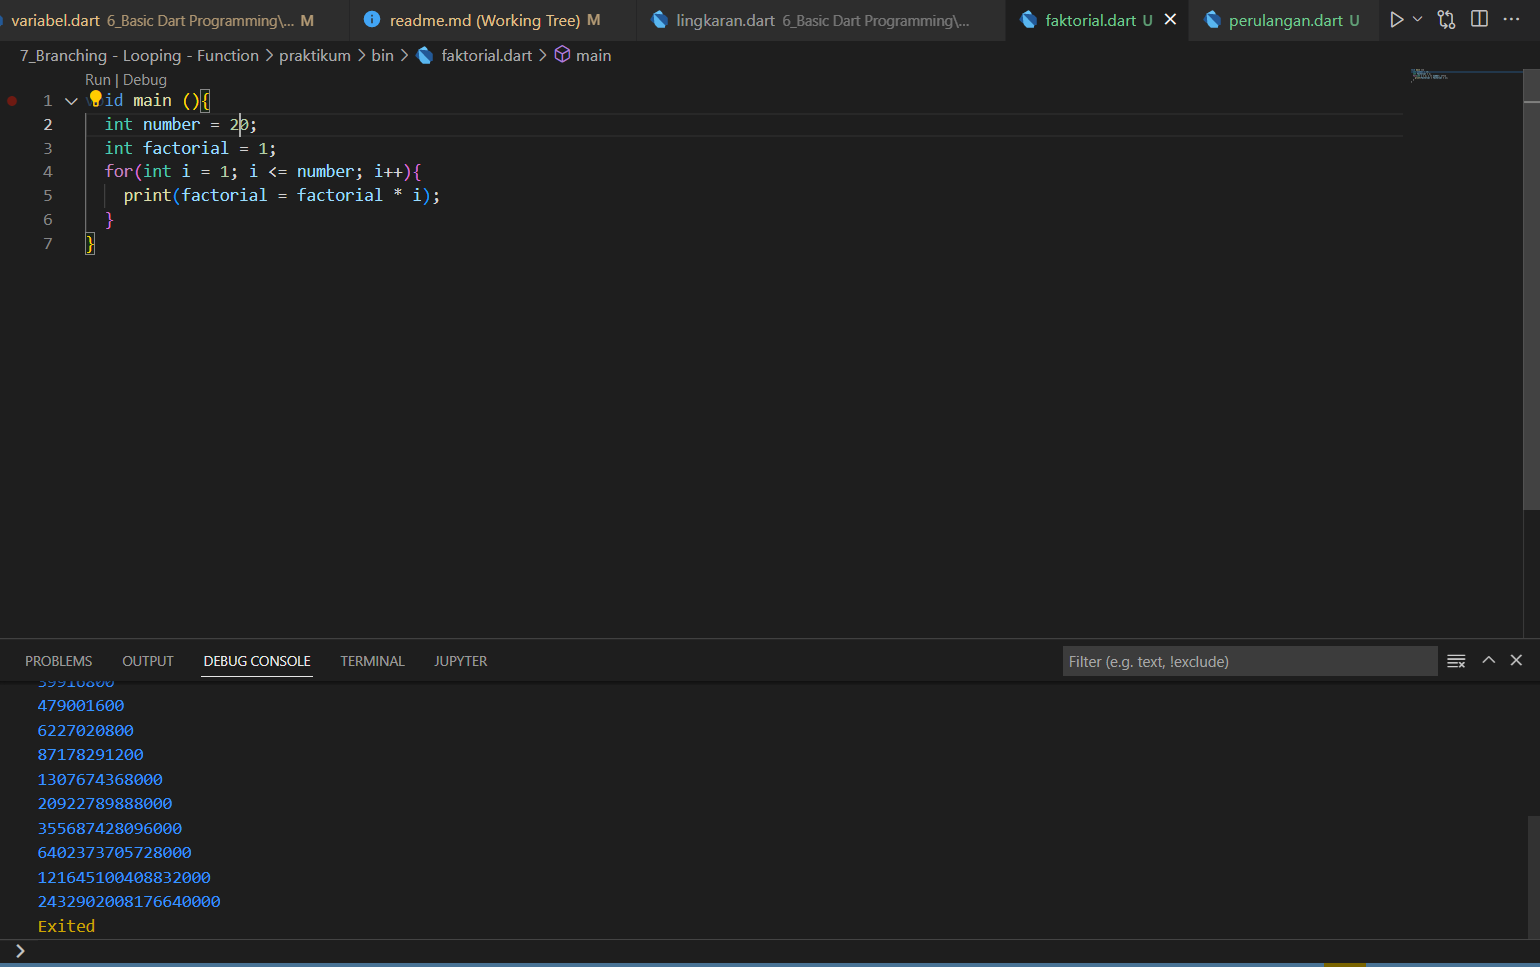 variabel.dart 6_Basic Dart Programming\... M readme.md (Working Tree) M lingkaran.dart 6_Basic Dart Programming\... faktorial.dart U perulangan.dart U
7_Branching - Looping - Function praktikum bin faktorial.dart main
Run | Debug
1 id main (){
2 int number = 20;
3 int factorial = 1;
4 for(int i = 1; i <= number; i++){
5 print(factorial = factorial * i);
6 }
7 }
PROBLEMS OUTPUT DEBUG CONSOLE TERMINAL JUPYTER Filter (e.g. text, !exclude)
39916800
479001600
6227020800
87178291200
1307674368000
20922789888000
355687428096000
6402373705728000
121645100408832000
2432902008176640000
Exited